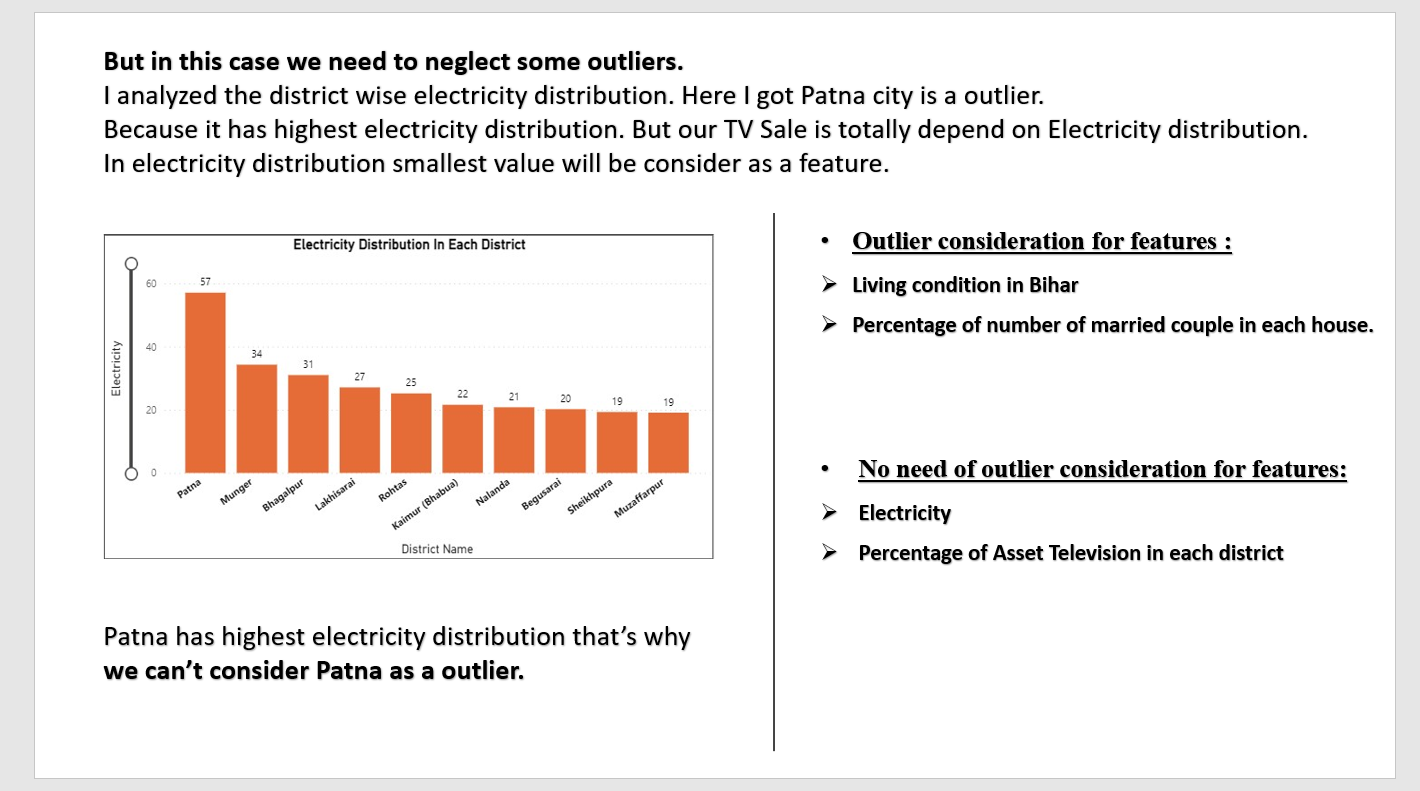 But in this case we need to neglect some outliers.
I analyzed the district wise electricity distribution. Here I got Patna city is a outlier.
Because it has highest electricity distribution. But our TV Sale is totally depend on Electricity distribution.
In electricity distribution smallest value will be consider as a feature.
Electricity Distribution In Each District
Electricity
60
40
20
0
57
34
31
27
25
22
21
20
19
19
Patna
Munger
Bhagalpur
Lakhisarai
Rohtas
Kaimur (Bhabua)
Nalanda
Begusarai
Sheikhpura
Muzaffarpur
District Name
Patna has highest electricity distribution that’s why
we can’t consider Patna as a outlier.
• Outlier consideration for features :
➢ Living condition in Bihar
➢ Percentage of number of married couple in each house.
• No need of outlier consideration for features:
➢ Electricity
➢ Percentage of Asset Television in each district